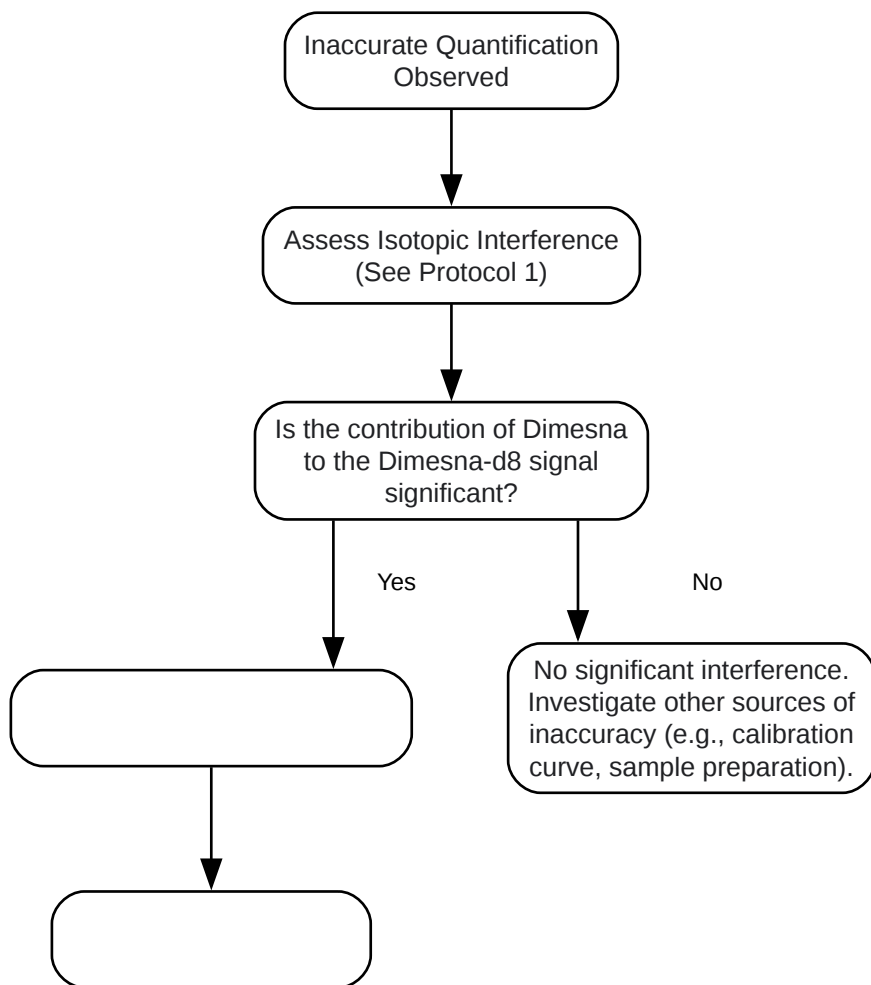 Inaccurate Quantification
Observed
Assess Isotopic Interference
(See Protocol 1)
Is the contribution of Dimesna
to the Dimesna-d8 signal
significant?
Yes
No
No significant interference.
Investigate other sources of
inaccuracy (e.g., calibration
curve, sample preparation).